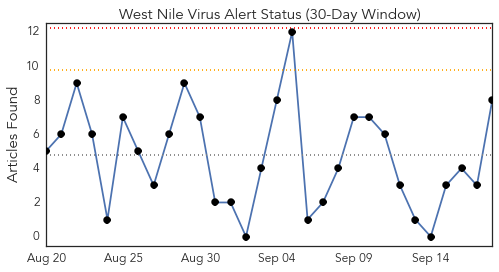 West Nile Virus Alert Status (30-Day Window)
Articles Found
12
10
8
6
4
2
0
Aug 20 Aug 25 Aug 30 Sep 04 Sep 09 Sep 14